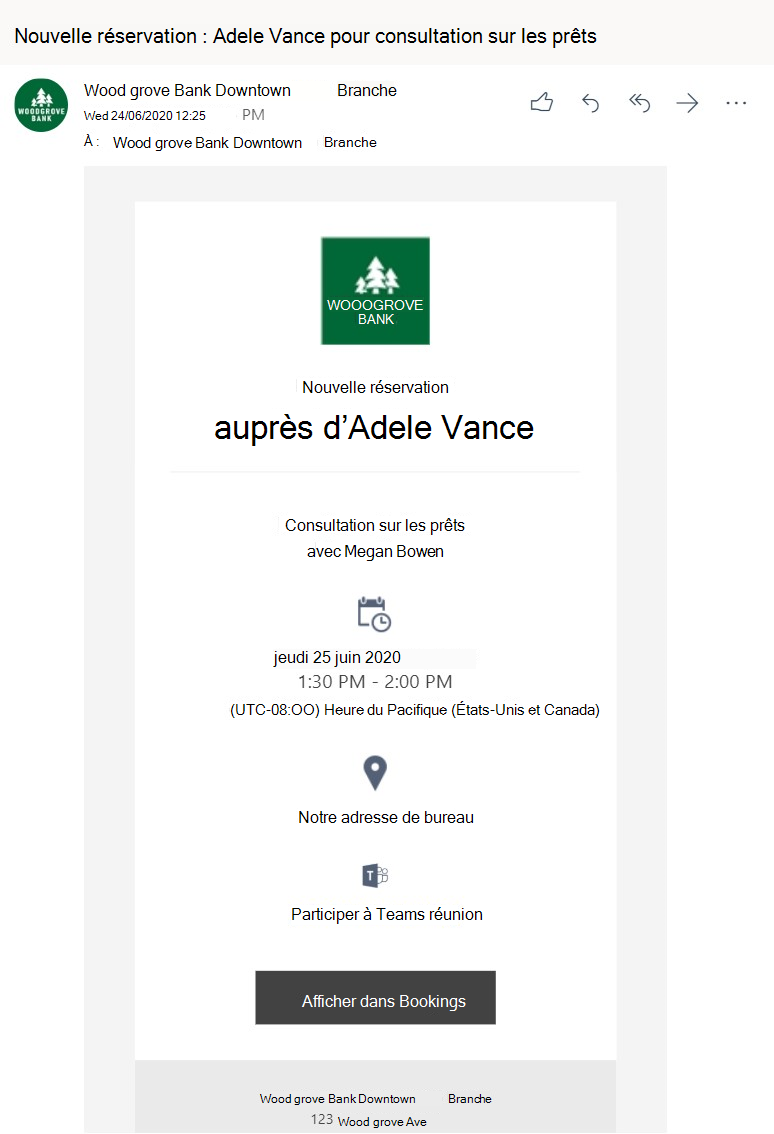 Nouvelle réservation : Adele Vance pour consultation sur les prêts
WOODGROVE
BANK
Wood grove Bank Downtown Branche
Wed 24/06/2020 12:25 PM
À : Wood grove Bank Downtown Branche
WOOOGROVE
BANK
Nouvelle réservation
auprès d’Adele Vance
Consultation sur les prêts
avec Megan Bowen
jeudi 25 juin 2020
1:30 PM - 2:00 PM
(UTC-08:OO) Heure du Pacifique (États-Unis et Canada)
Notre adresse de bureau
T
Participer à Teams réunion
Afficher dans Bookings
Wood grove Bank Downtown Branche
123 Wood grove Ave